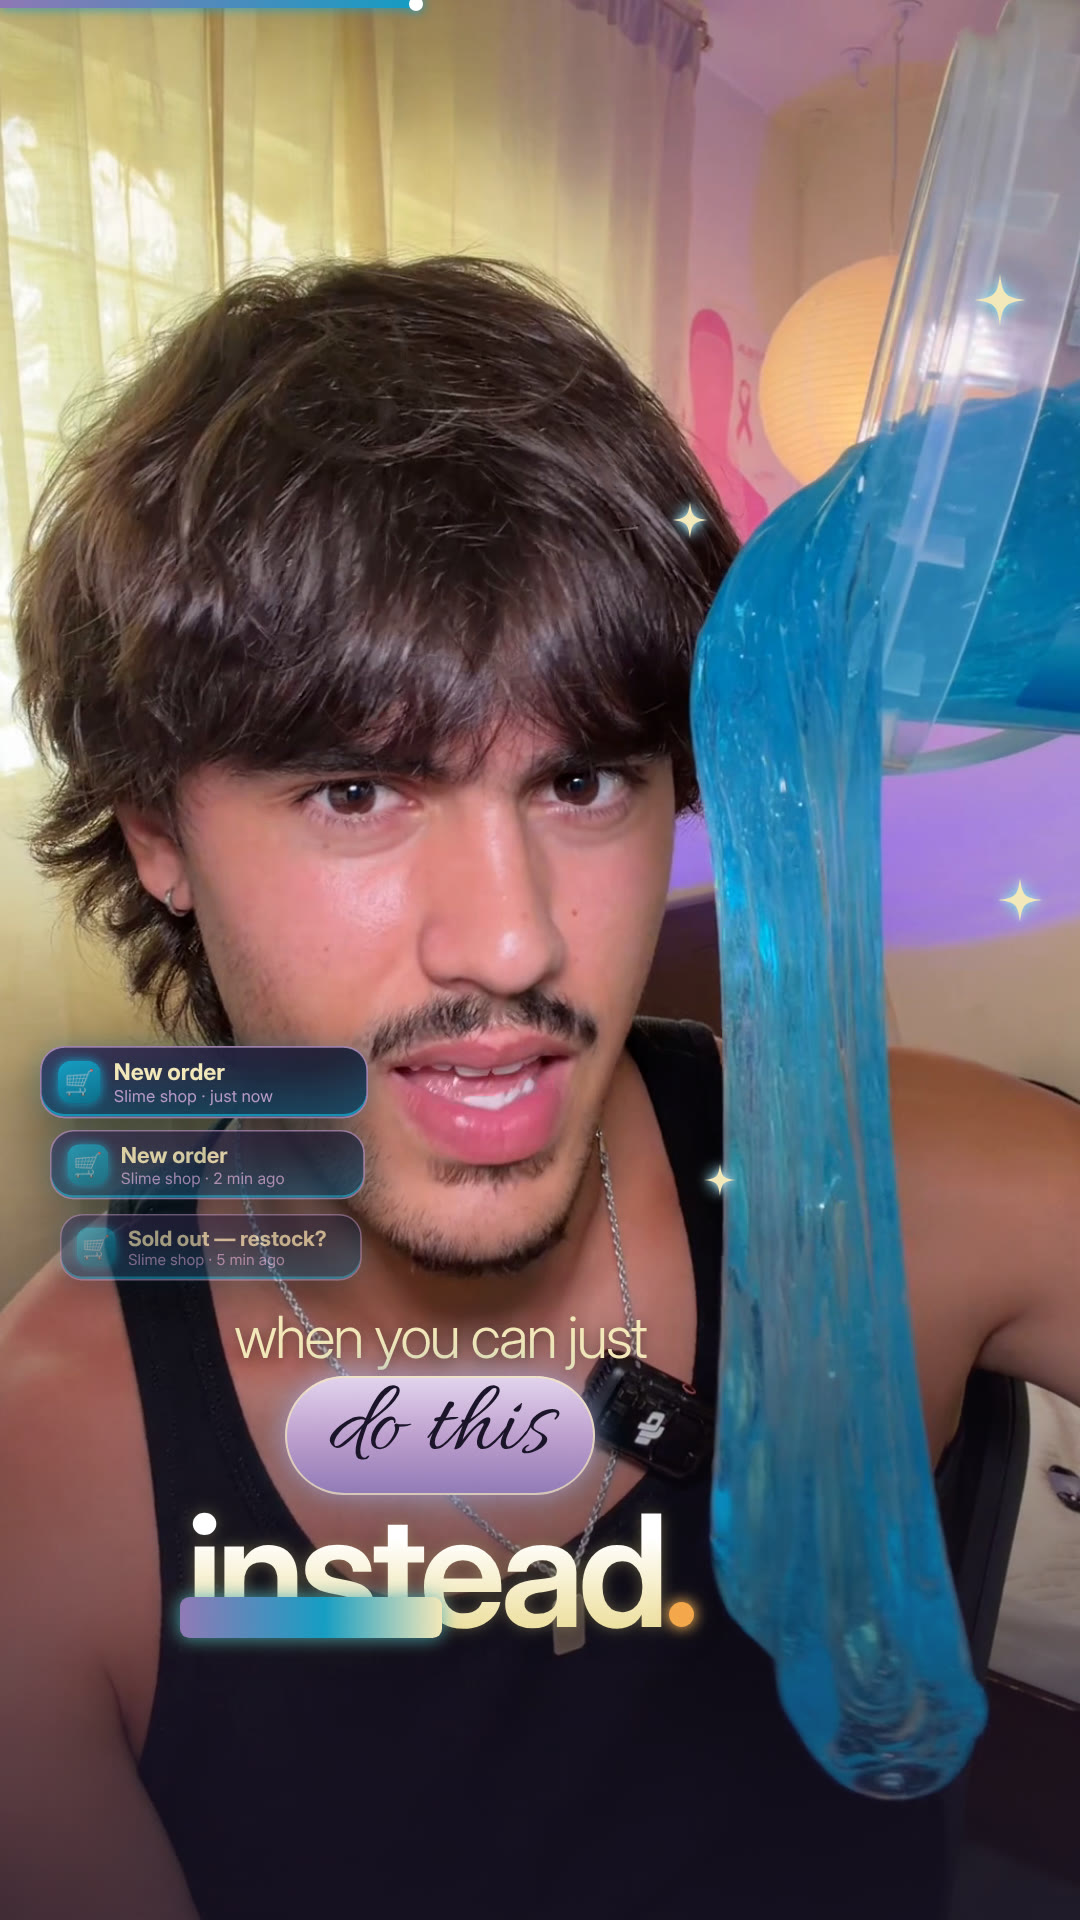 New order
Slime shop · just now
New order
Slime shop · 2 min ago
Sold out — restock?
Slime shop · 5 min ago
when you can just
do this
instead.